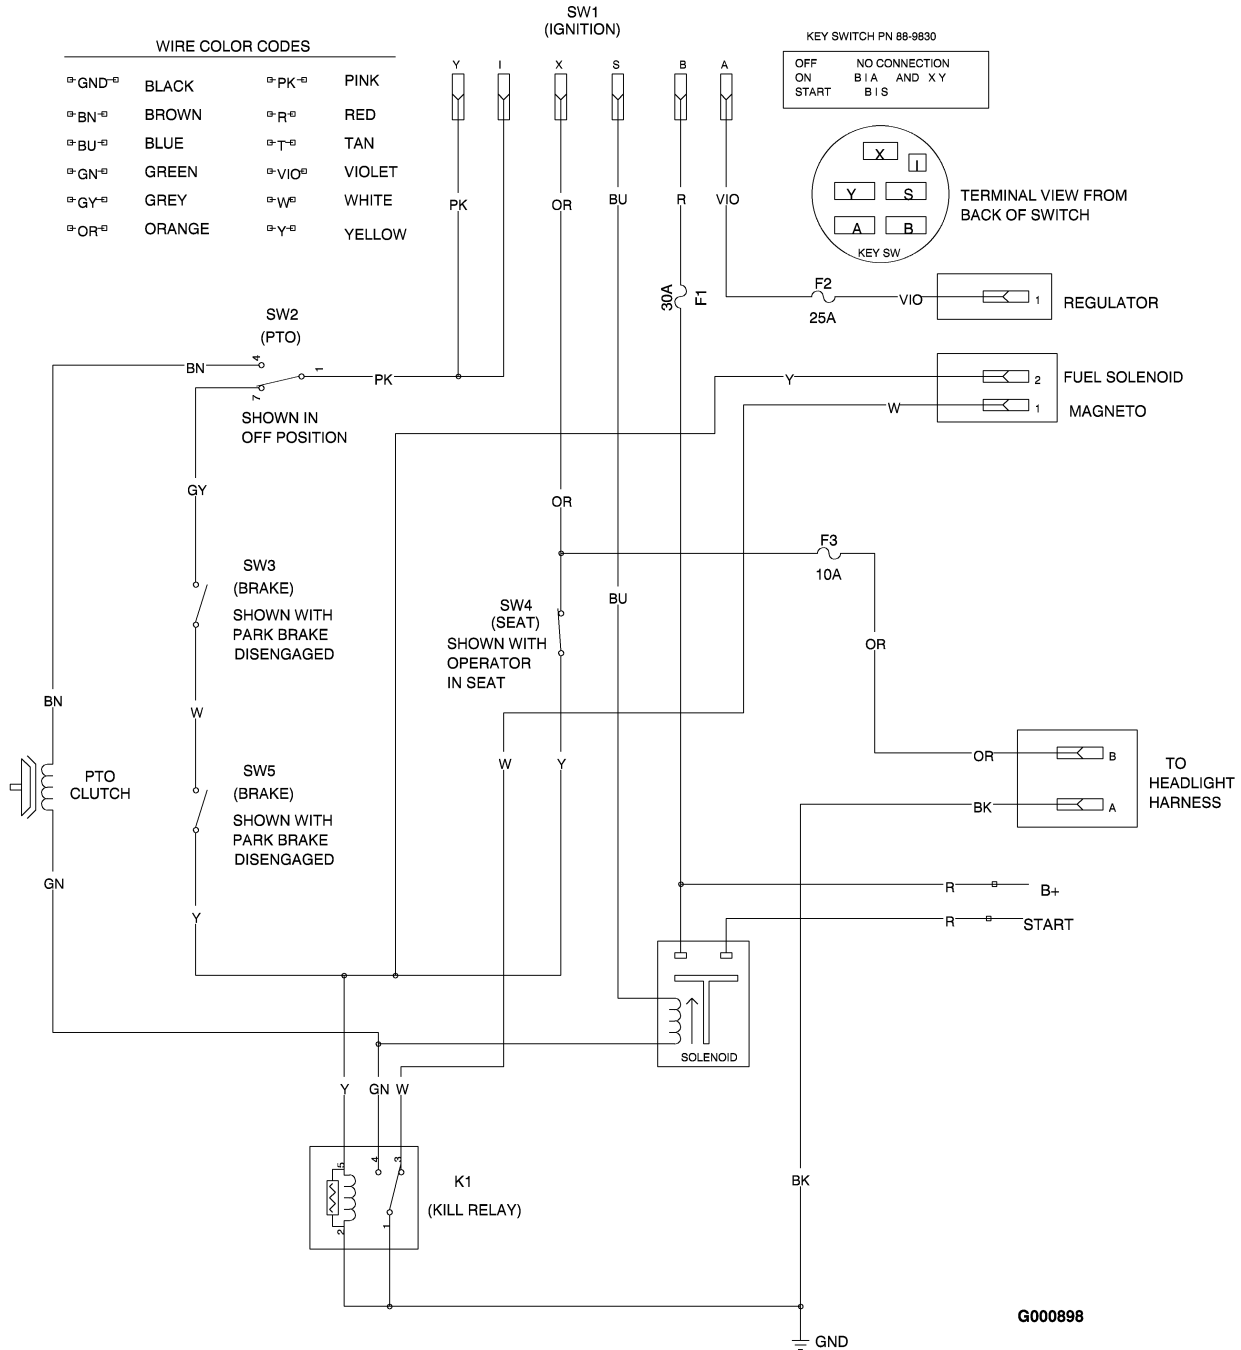 SW1
(IGNITION)
WIRE COLOR CODES
GND BLACK
PK PINK
BN BROWN
R RED
BU BLUE
T TAN
GN GREEN
VIO VIOLET
GY GREY
W WHITE
OR ORANGE
Y YELLOW
Y I X S B A
KEY SWITCH PN 88-9830
OFF NO CONNECTION
ON B I A AND X Y
START B I S
X
I
Y S
A B
KEY SW
TERMINAL VIEW FROM
BACK OF SWITCH
PK OR BU R VIO
30A
F1
F2
25A
VIO
1
REGULATOR
SW2
(PTO)
BN
4
1
7
PK
SHOWN IN
OFF POSITION
Y
2
FUEL SOLENOID
W
1
MAGNETO
GY
OR
F3
10A
SW3
(BRAKE)
SHOWN WITH
PARK BRAKE
DISENGAGED
SW4
(SEAT)
SHOWN WITH
OPERATOR
IN SEAT
BU
OR
BN
W
W
Y
OR
B
TO
HEADLIGHT
HARNESS
BK
A
PTO
CLUTCH
SW5
(BRAKE)
SHOWN WITH
PARK BRAKE
DISENGAGED
GN
Y
R
B+
R
START
SOLENOID
Y GN W
5
4
3
2
1
K1
(KILL RELAY)
BK
G000898
GND